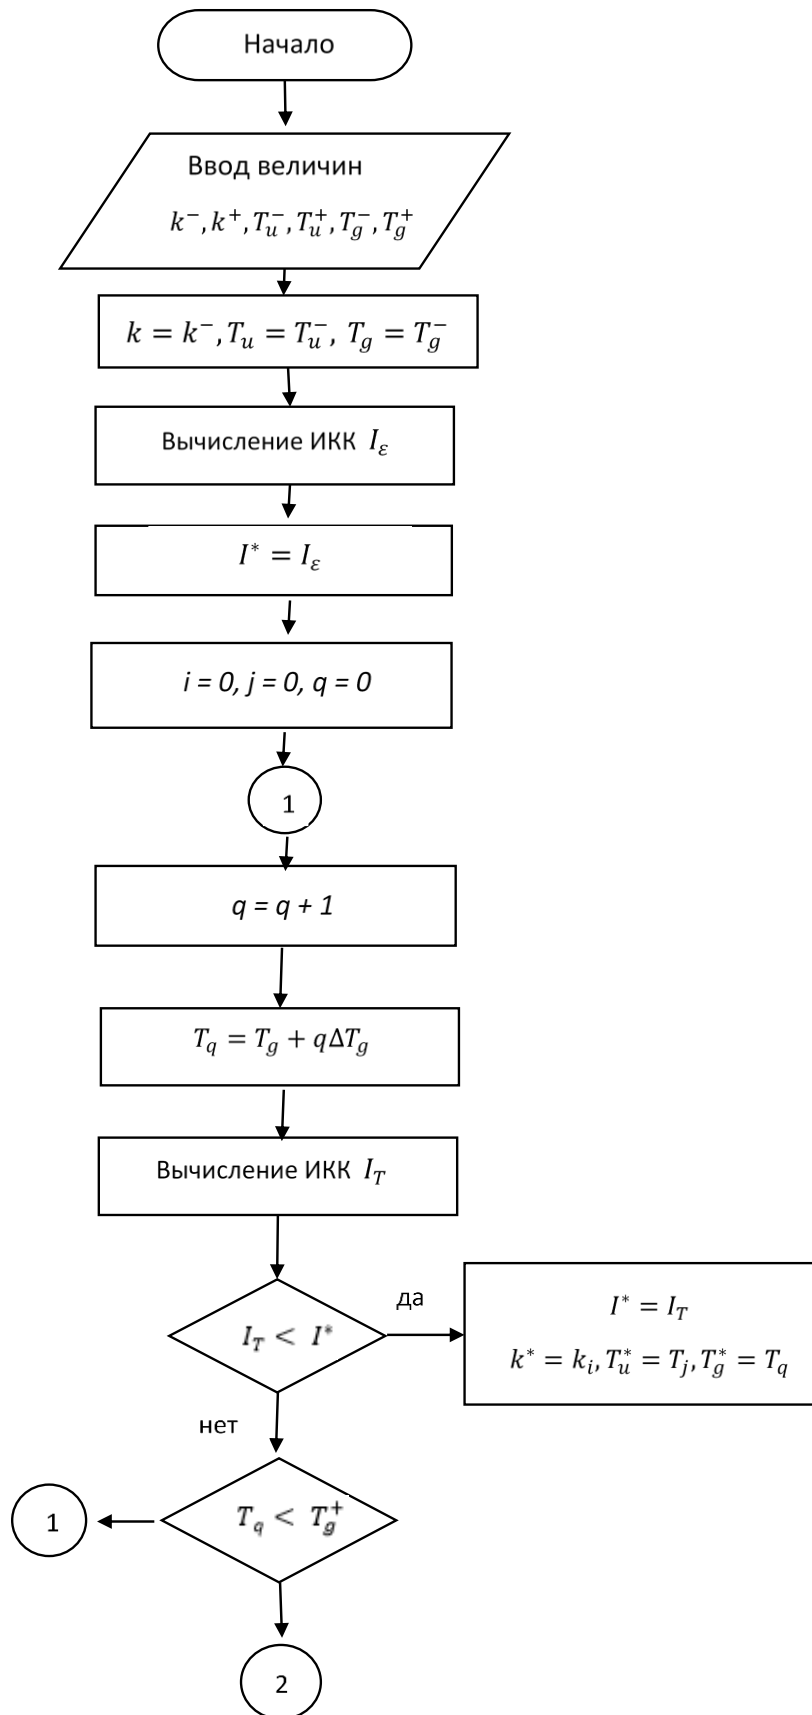 Начало
Ввод величин
k⁻, k⁺, T_u⁻, T_u⁺, T_g⁻, T_g⁺
k = k⁻, T_u = T_u⁻, T_g = T_g⁻
Вычисление ИКК I_ε
I* = I_ε
i = 0, j = 0, q = 0
1
q = q + 1
T_q = T_g + qΔT_g
Вычисление ИКК I_T
I_T < I*
да
I* = I_T
k* = k_i, T_u* = T_j, T_g* = T_q
нет
T_q < T_g⁺
1
2